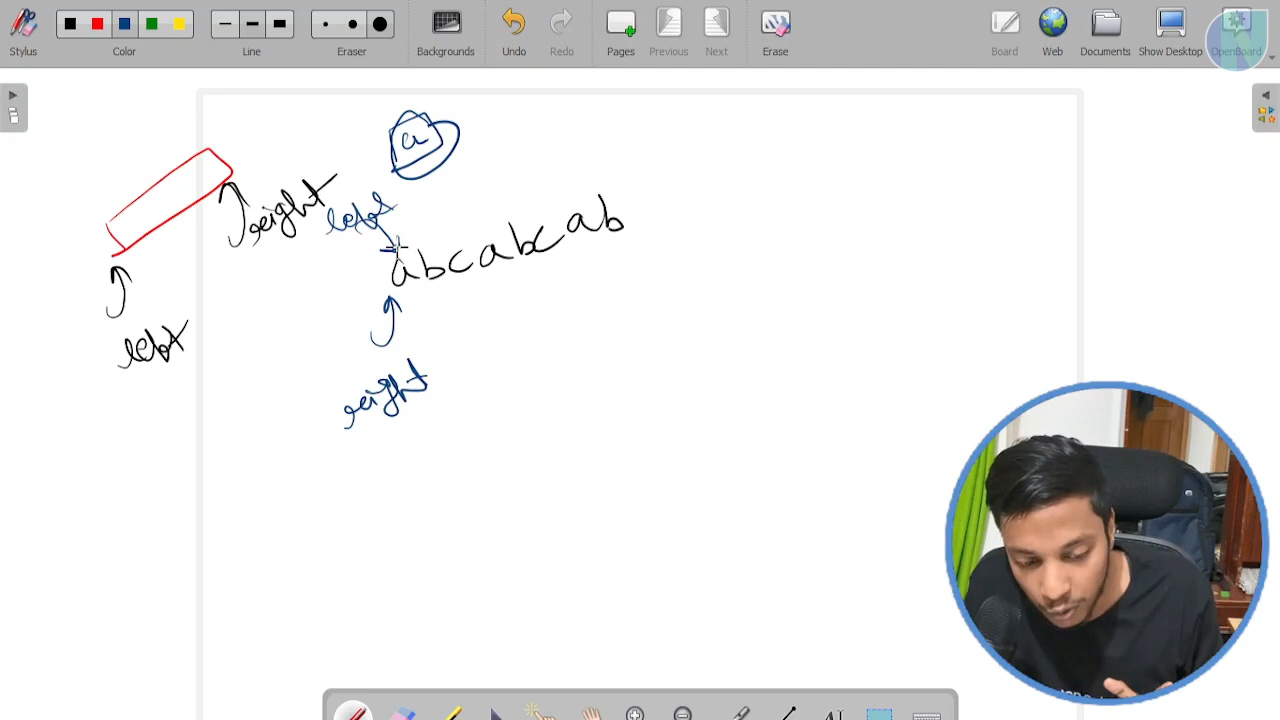 Stylus
Color
Line
Eraser
Backgrounds
Undo
Redo
Pages
Previous
Next
Erase
Board
Web
Documents
Show Desktop
OpenBoard
a
right
left
abcabcab
left
right